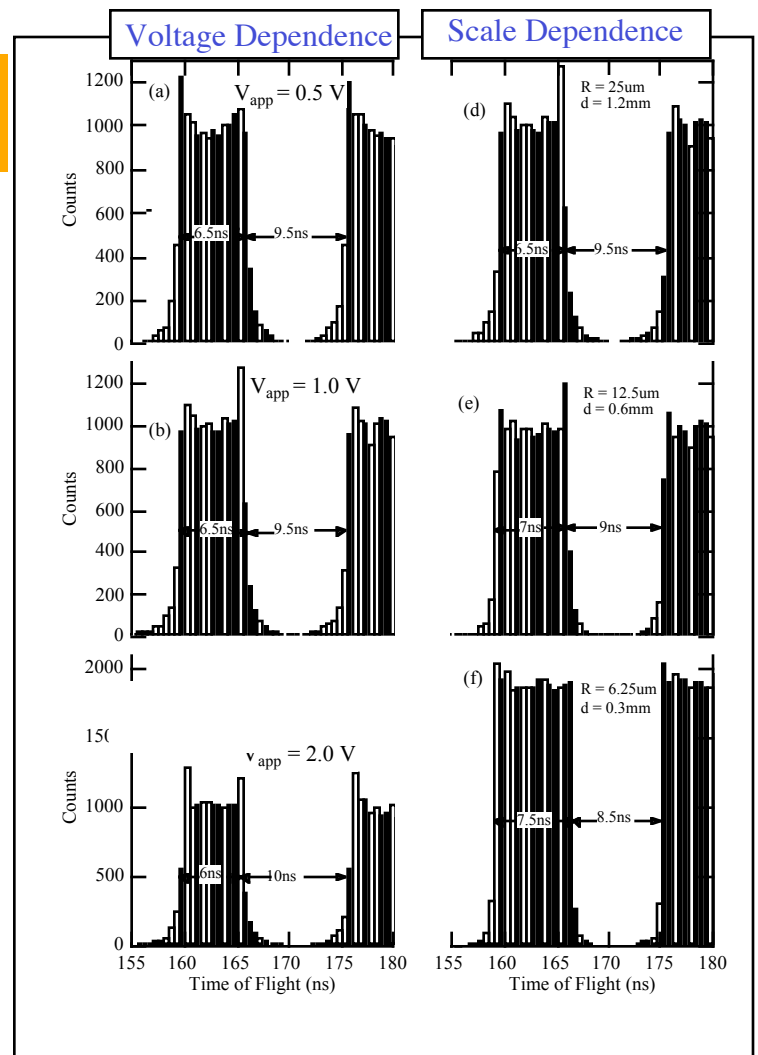 Voltage Dependence
Scale Dependence
(a)
V_app = 0.5 V
1200
1000
800
600
400
200
0
Counts
6.5ns
9.5ns
(d)
R = 25um
d = 1.2mm
6.5ns
9.5ns
(b)
V_app = 1.0 V
1200
1000
800
600
400
200
0
Counts
6.5ns
9.5ns
(e)
R = 12.5um
d = 0.6mm
7ns
9ns
V_app = 2.0 V
2000
1000
500
0
Counts
6ns
10ns
155 160 165 170 175 180
Time of Flight (ns)
(f)
R = 6.25um
d = 0.3mm
7.5ns
8.5ns
155 160 165 170 175 180
Time of Flight (ns)